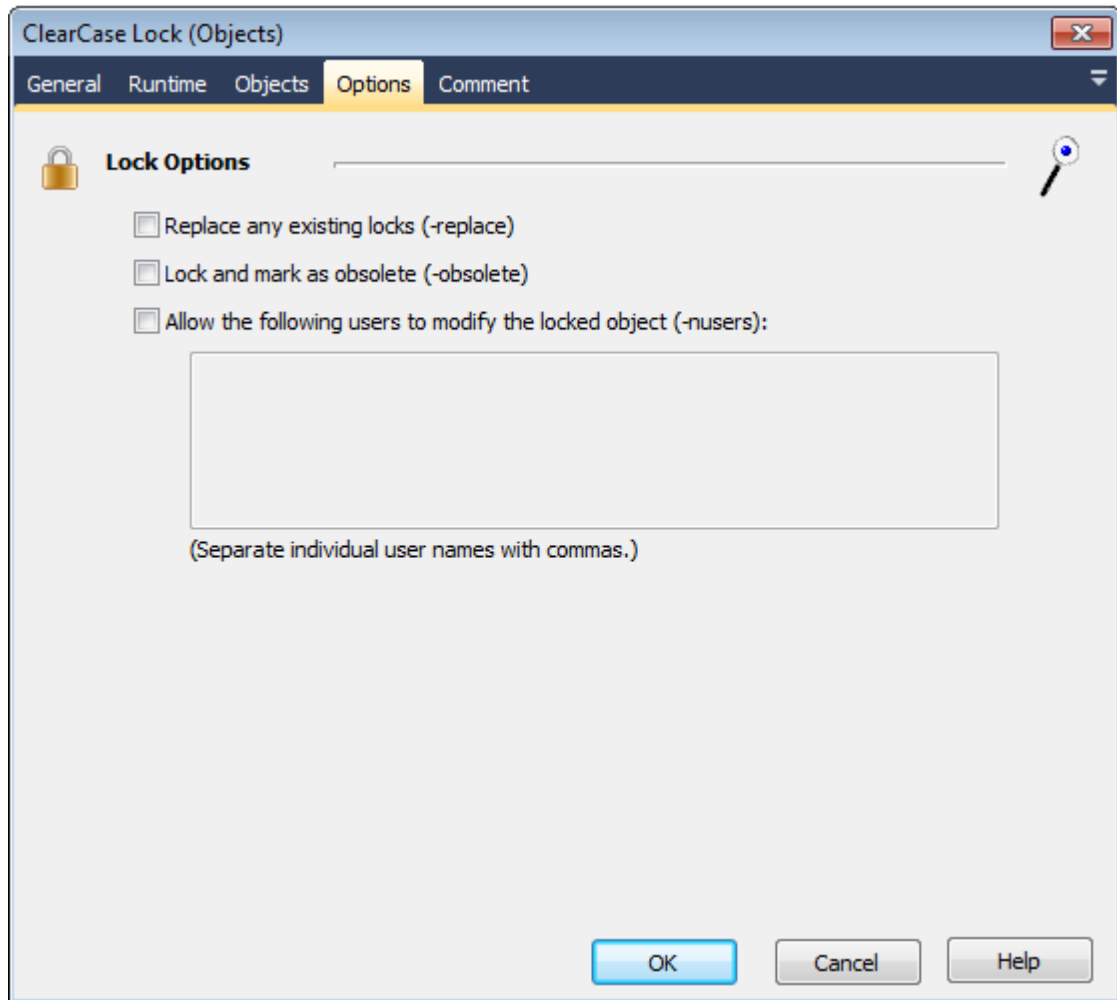 ClearCase Lock (Objects)
General Runtime Objects Options Comment
Lock Options
Replace any existing locks (-replace)
Lock and mark as obsolete (-obsolete)
Allow the following users to modify the locked object (-nusers):
(Separate individual user names with commas.)
OK Cancel Help